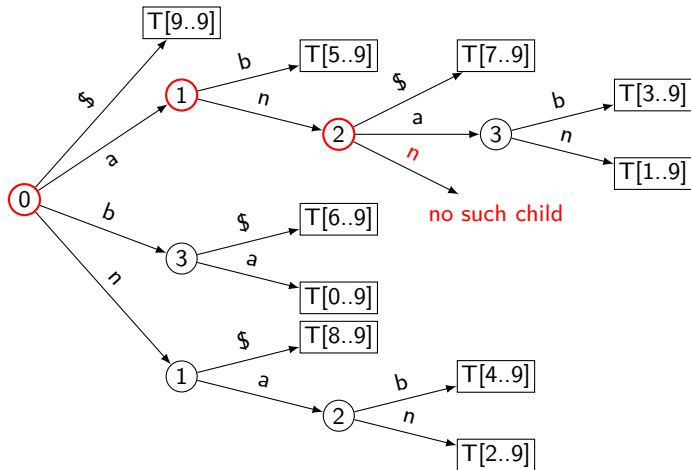 $
T[9..9]
a
1
b
T[5..9]
n
2
$
T[7..9]
a
3
b
T[3..9]
n
T[1..9]
n
no such child
0
b
3
$
T[6..9]
a
T[0..9]
n
1
$
T[8..9]
a
2
b
T[4..9]
n
T[2..9]